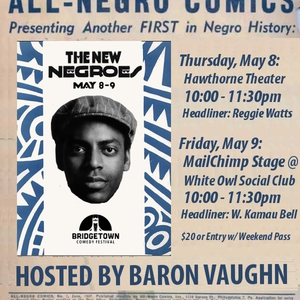 ALL-NEGRO COMICS
Presenting Another FIRST in Negro History:
THE NEW
NEGROES
MAY 8-9
BRIDGETOWN
COMEDY FESTIVAL
Thursday, May 8:
Hawthorne Theater
10:00 - 11:30pm
Headliner: Reggie Watts
Friday, May 9:
MailChimp Stage @
White Owl Social Club
10:00 - 11:30pm
Headliner: W. Kamau Bell
$20 or Entry w/ Weekend Pass
HOSTED BY BARON VAUGHN